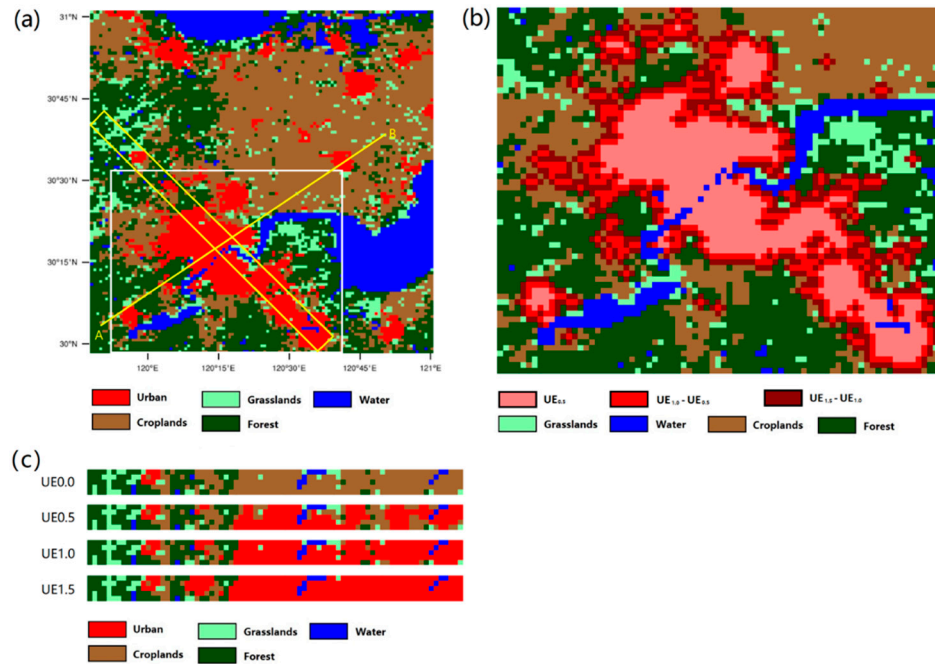 (a)
31°N
30°45'N
30°30'N
30°15'N
30°N
A
B
120°E
120°15'E
120°30'E
120°45'E
121°E
Urban
Grasslands
Water
Croplands
Forest
(b)
UE0.5
UE1.0 - UE0.5
UE1.5 - UE1.0
Grasslands
Water
Croplands
Forest
(c)
UE0.0
UE0.5
UE1.0
UE1.5
Urban
Grasslands
Water
Croplands
Forest